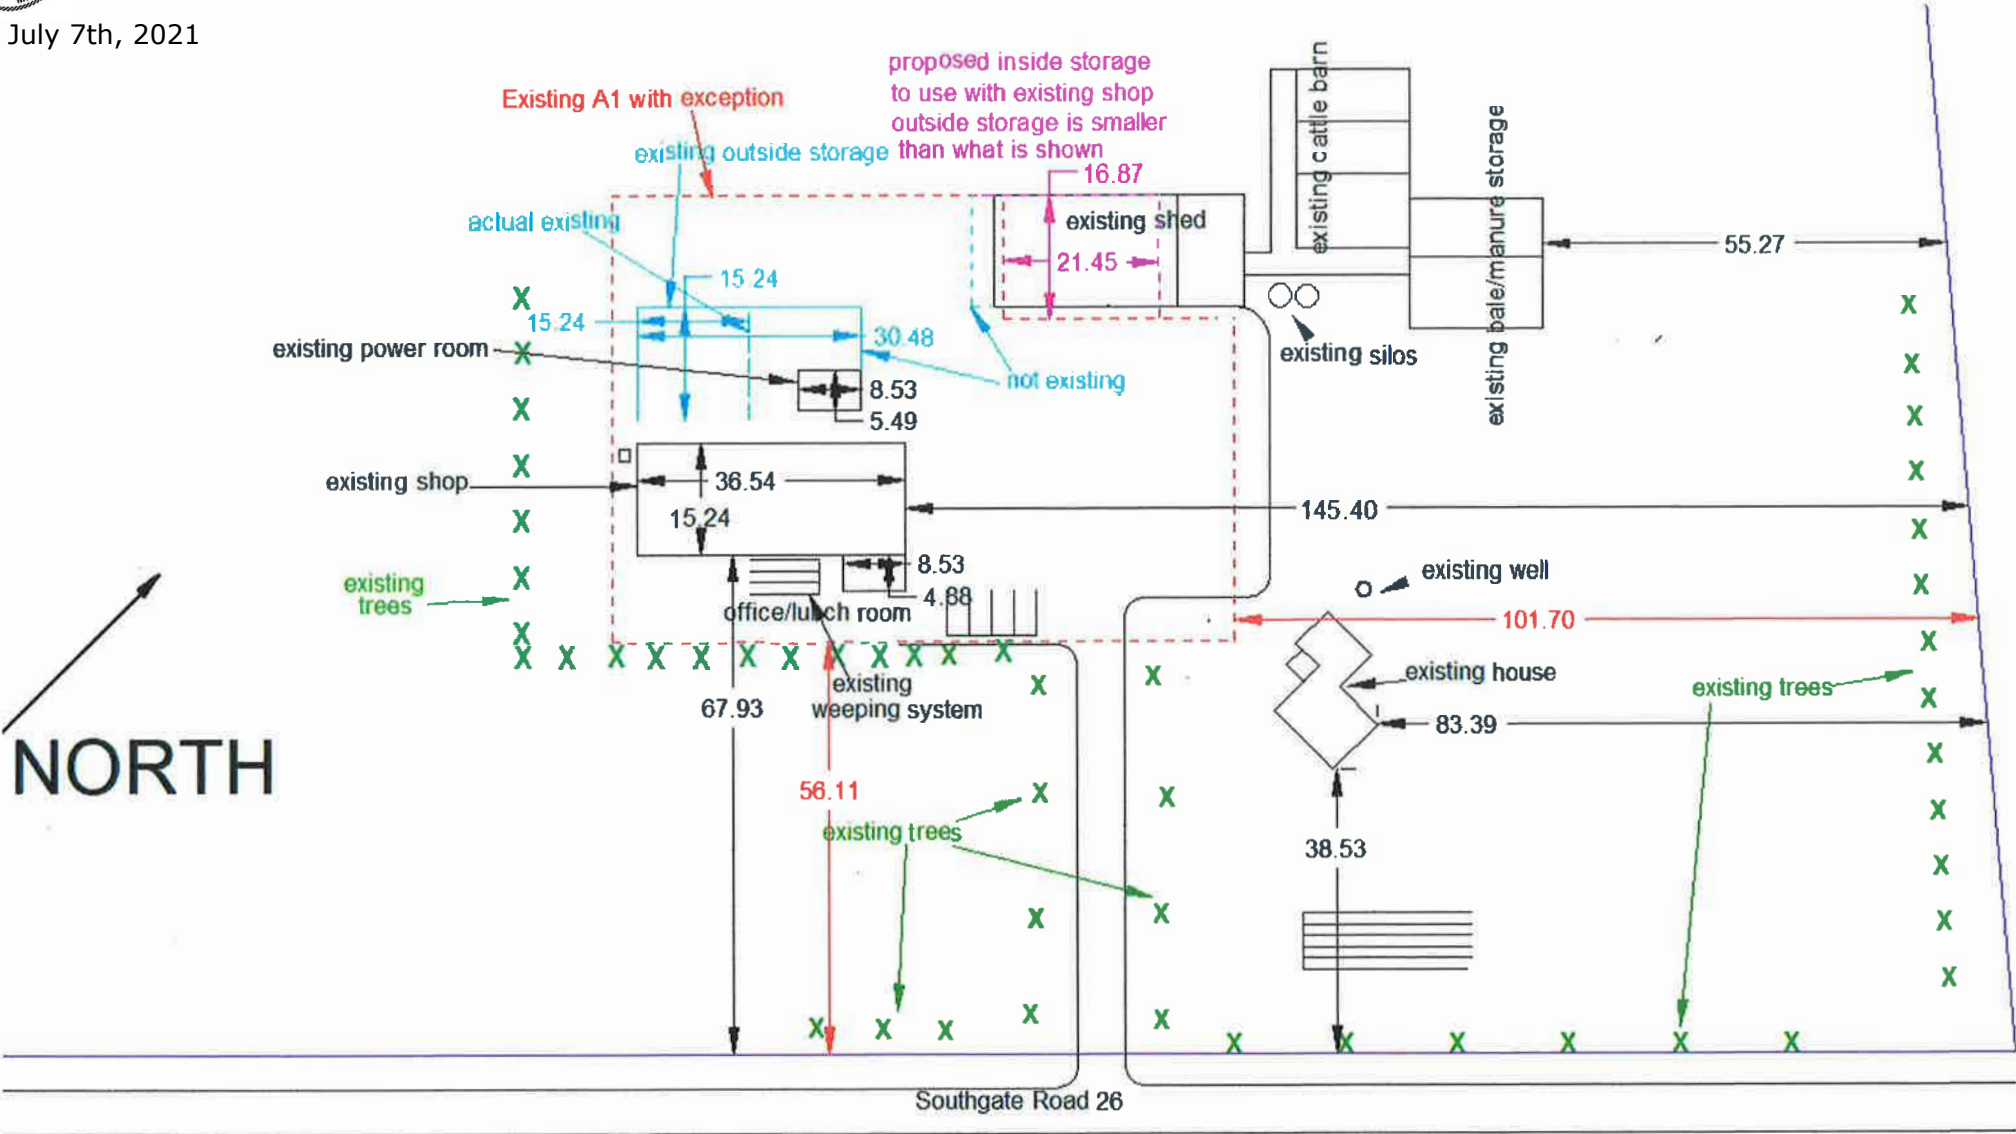 July 7th, 2021
proposed inside storage
to use with existing shop
outside storage is smaller
than what is shown
Existing A1 with exception
existing outside storage
16.87
existing cattle barn
existing bale/manure storage
actual existing
existing shed
55.27
21.45
15.24
15.24
30.48
existing power room
existing silos
not existing
8.53
5.49
existing shop
36.54
15.24
145.40
8.53
existing well
existing
trees
4.88
office/lunch room
101.70
existing
weeping system
existing house
existing trees
67.93
83.39
NORTH
56.11
existing trees
38.53
Southgate Road 26